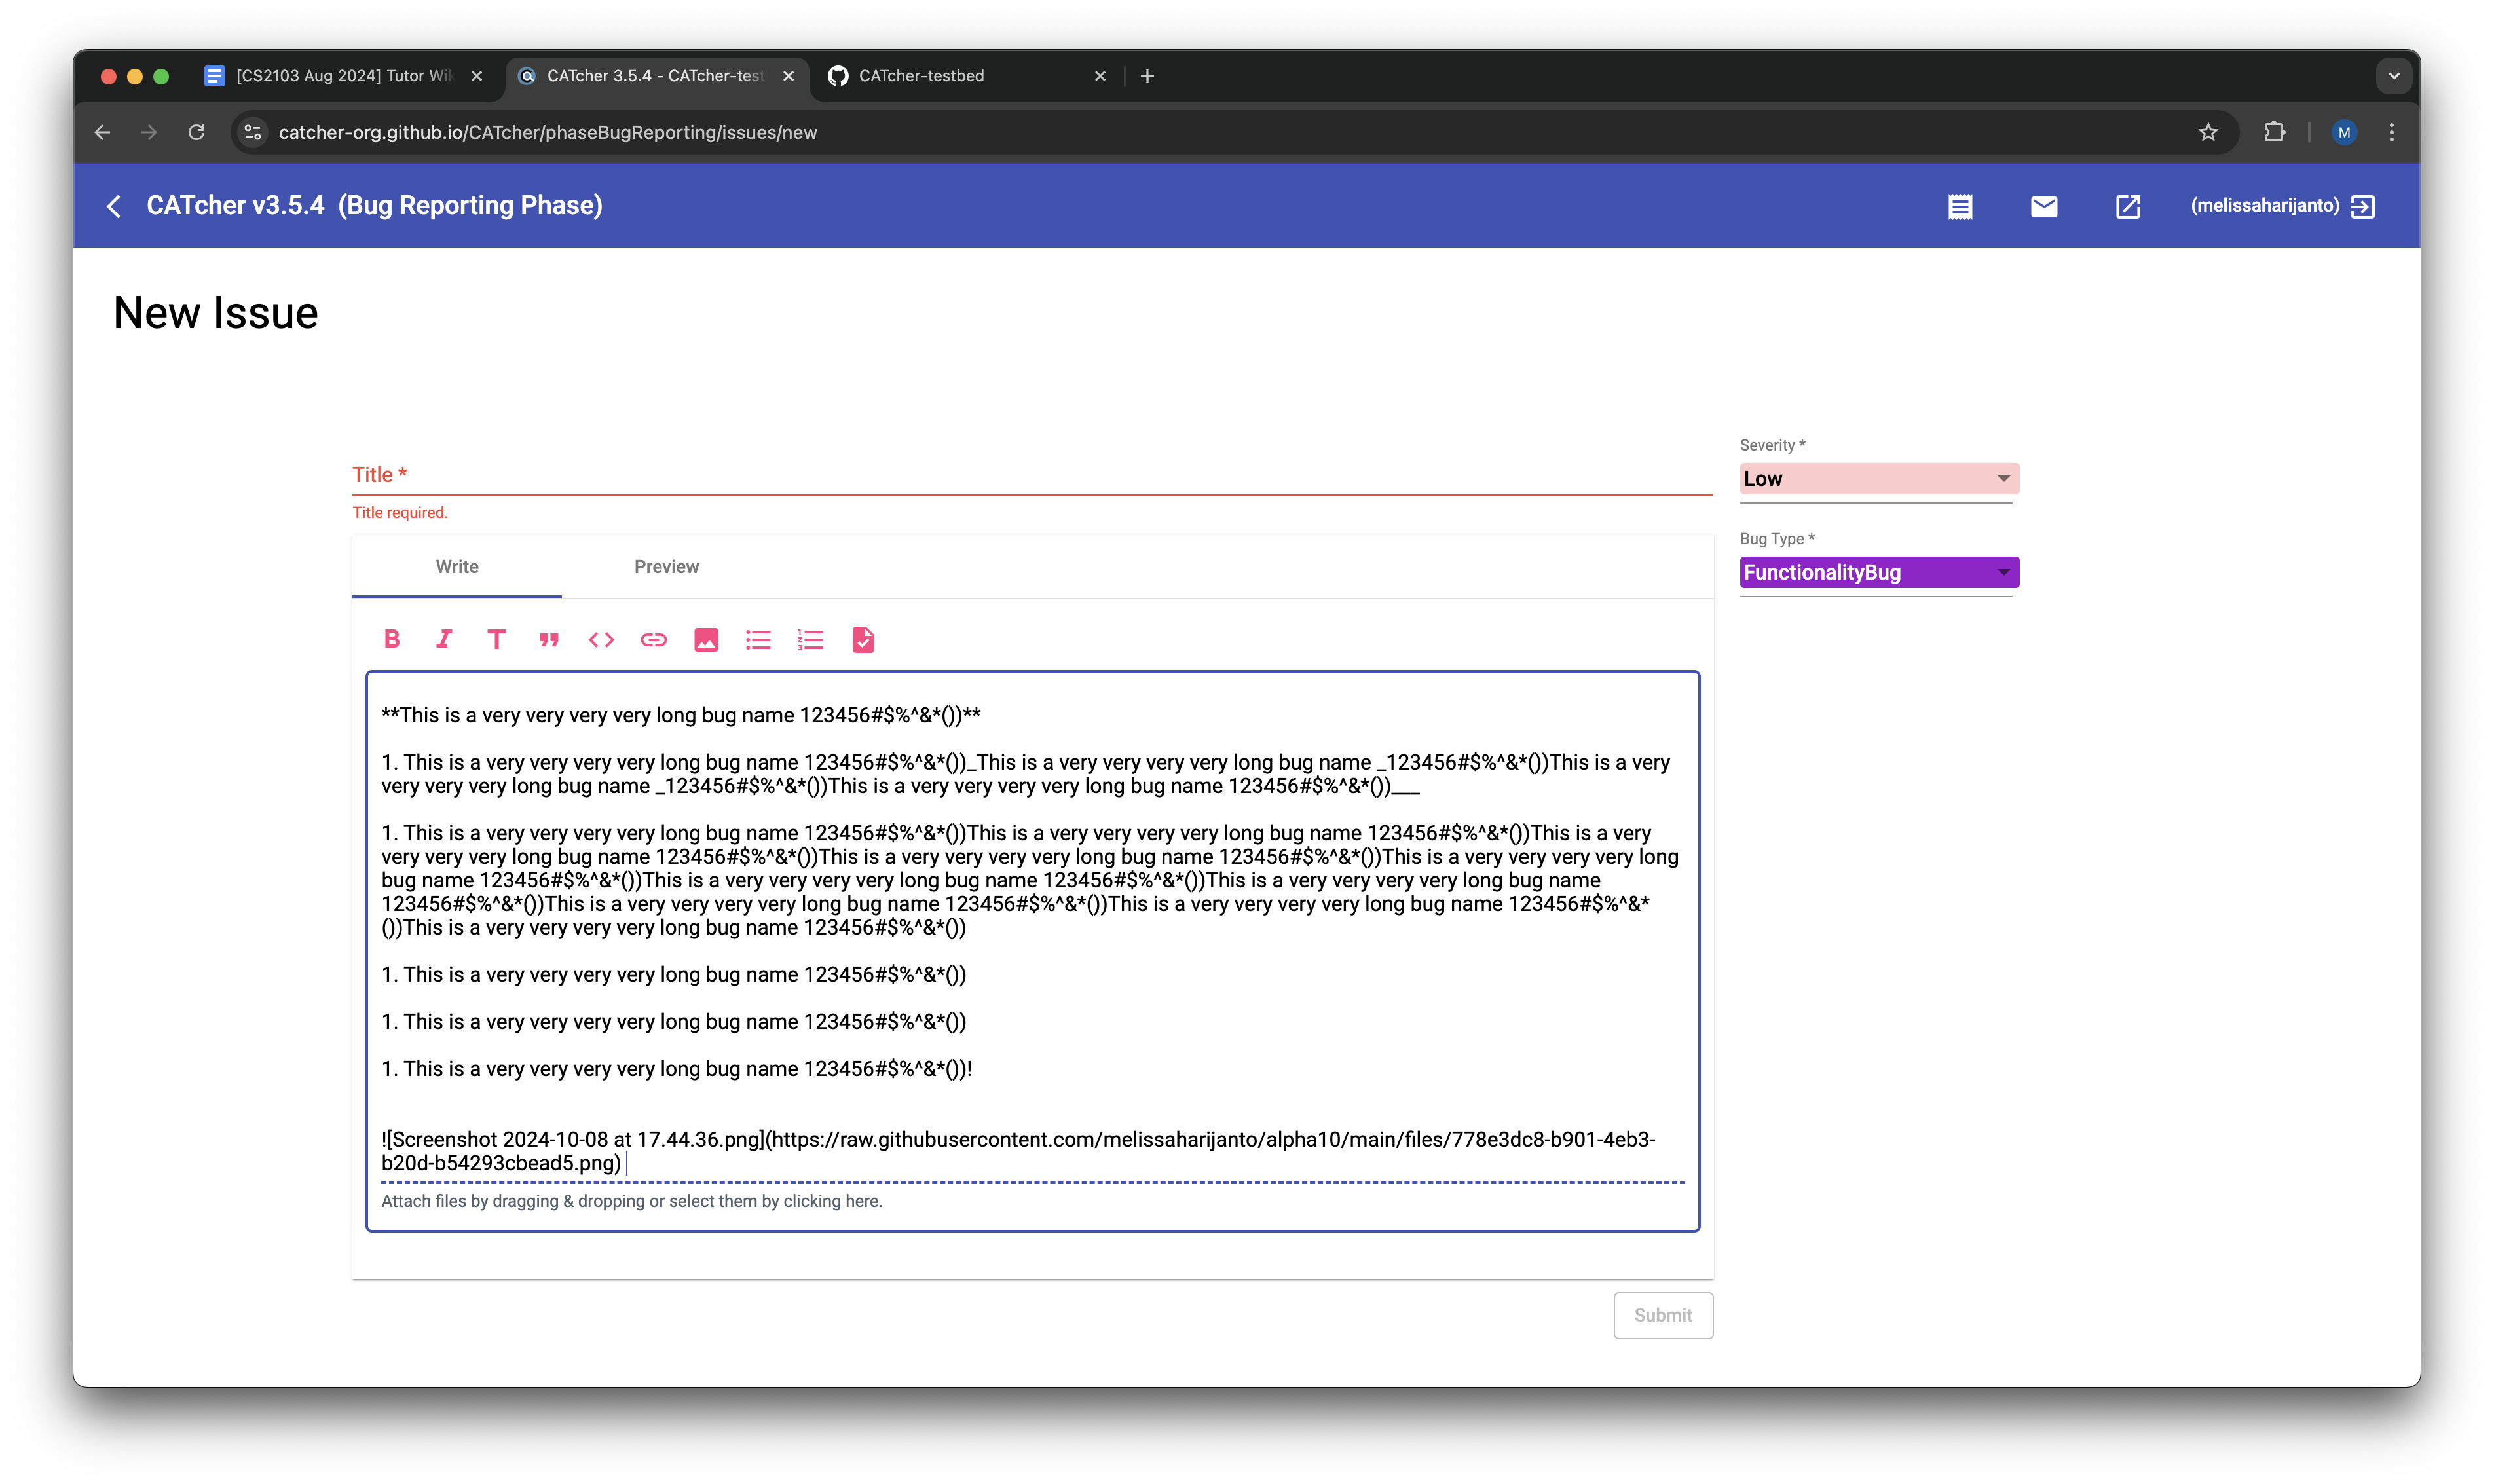 [CS2103 Aug 2024] Tutor Wik
CATcher 3.5.4 - CATcher-test
CATcher-testbed
catcher-org.github.io/CATcher/phaseBugReporting/issues/new
M
CATcher v3.5.4 (Bug Reporting Phase)
(melissaharijanto)
New Issue
Severity *
Low
Title *
Title required.
Bug Type *
FunctionalityBug
Write
Preview
**This is a very very very very long bug name 123456#$%^&*())**
1. This is a very very very very long bug name 123456#$%^&*())_This is a very very very very long bug name _123456#$%^&*())This is a very
very very very long bug name _123456#$%^&*())This is a very very very very long bug name 123456#$%^&*())___
1. This is a very very very very long bug name 123456#$%^&*())This is a very very very very long bug name 123456#$%^&*())This is a very
very very very long bug name 123456#$%^&*())This is a very very very very long bug name 123456#$%^&*())This is a very very very very long
bug name 123456#$%^&*())This is a very very very very long bug name 123456#$%^&*())This is a very very very very long bug name
123456#$%^&*())This is a very very very very long bug name 123456#$%^&*())This is a very very very very long bug name 123456#$%^&*
())This is a very very very very long bug name 123456#$%^&*())
1. This is a very very very very long bug name 123456#$%^&*())
1. This is a very very very very long bug name 123456#$%^&*())
1. This is a very very very very long bug name 123456#$%^&*())!
![Screenshot 2024-10-08 at 17.44.36.png](https://raw.githubusercontent.com/melissaharijanto/alpha10/main/files/778e3dc8-b901-4eb3-
b20d-b54293cbead5.png)
Attach files by dragging & dropping or select them by clicking here.
Submit